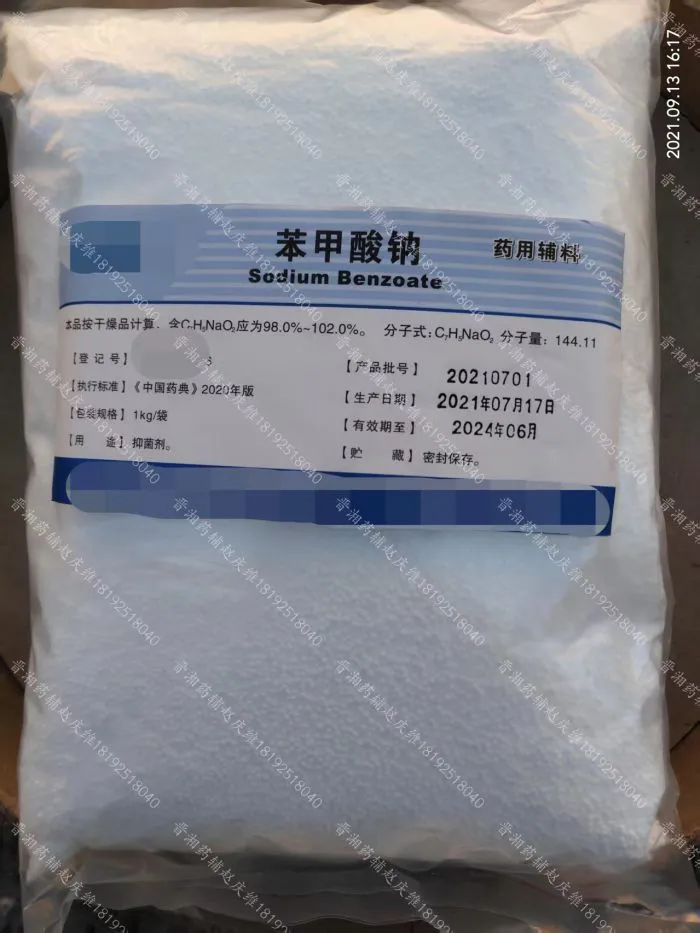 2021.09.13 16:17
苯甲酸钠
药用辅料
Sodium Benzoate
本品按干燥品计算，含C₇H₅NaO₂应为98.0%~102.0%。 分子式：C₇H₅NaO₂ 分子量：144.11
【登 记 号】
【执行标准】《中国药典》2020年版
【包装规格】1kg/袋
【用 途】抑菌剂。
【产品批号】 20210701
【生产日期】 2021年07月17日
【有效期至】 2024年06月
【贮 藏】密封保存。
晋湘药辅赵庆维18192518040